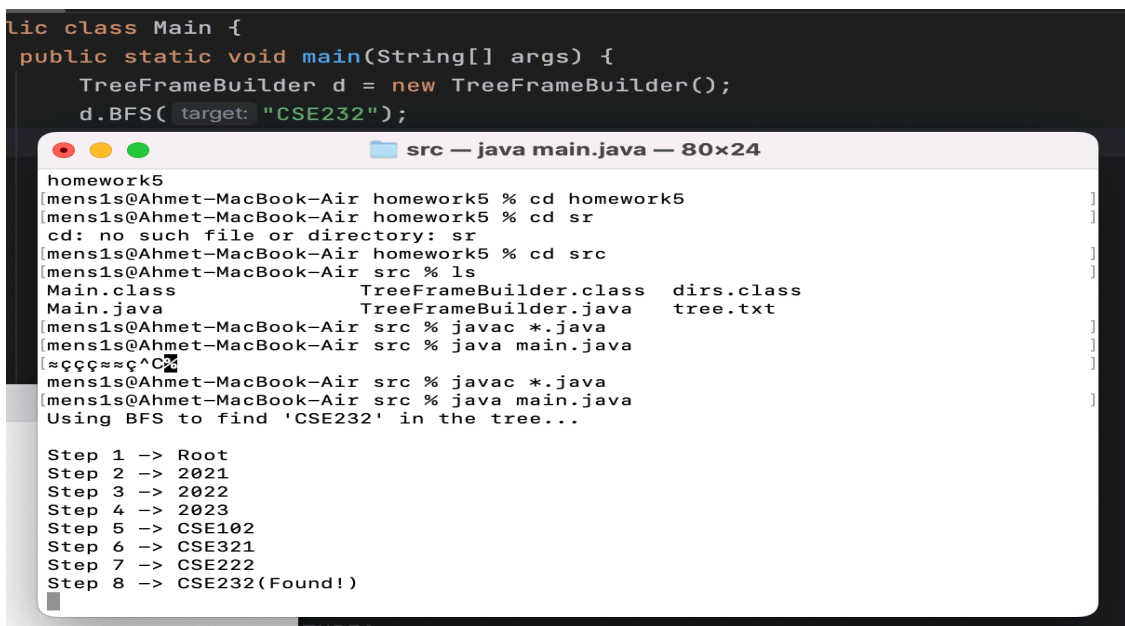 lic class Main {
public static void main(String[] args) {
TreeFrameBuilder d = new TreeFrameBuilder();
d.BFS( target: "CSE232");
src — java main.java — 80×24
homework5
[mens1s@Ahmet-MacBook-Air homework5 % cd homework5 ]
[mens1s@Ahmet-MacBook-Air homework5 % cd sr ]
cd: no such file or directory: sr
[mens1s@Ahmet-MacBook-Air homework5 % cd src ]
[mens1s@Ahmet-MacBook-Air src % ls ]
Main.class TreeFrameBuilder.class dirs.class
Main.java TreeFrameBuilder.java tree.txt
[mens1s@Ahmet-MacBook-Air src % javac *.java ]
[mens1s@Ahmet-MacBook-Air src % java main.java ]
[≈ççç≈≈ç^C% ]
mens1s@Ahmet-MacBook-Air src % javac *.java
[mens1s@Ahmet-MacBook-Air src % java main.java ]
Using BFS to find 'CSE232' in the tree...
Step 1 -> Root
Step 2 -> 2021
Step 3 -> 2022
Step 4 -> 2023
Step 5 -> CSE102
Step 6 -> CSE321
Step 7 -> CSE222
Step 8 -> CSE232(Found!)